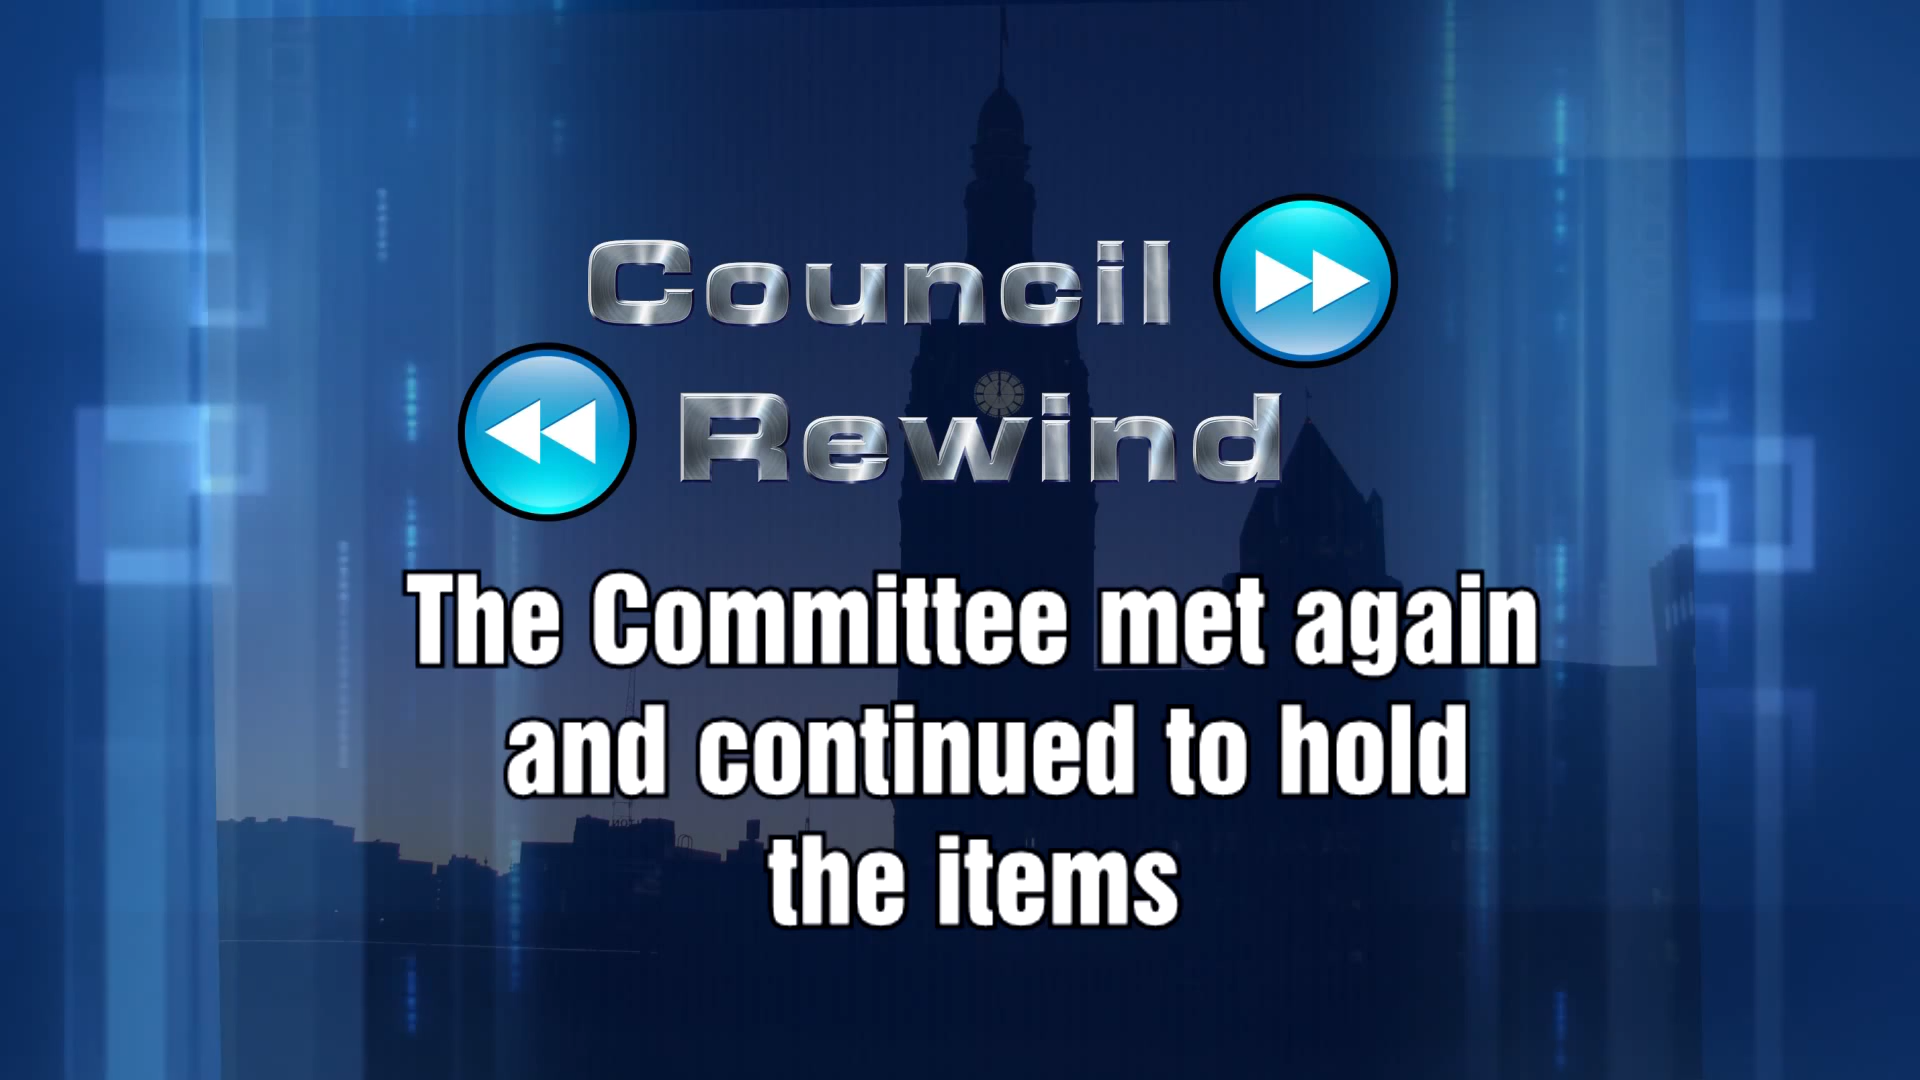 Council
Rewind
The Committee met again
and continued to hold
the items